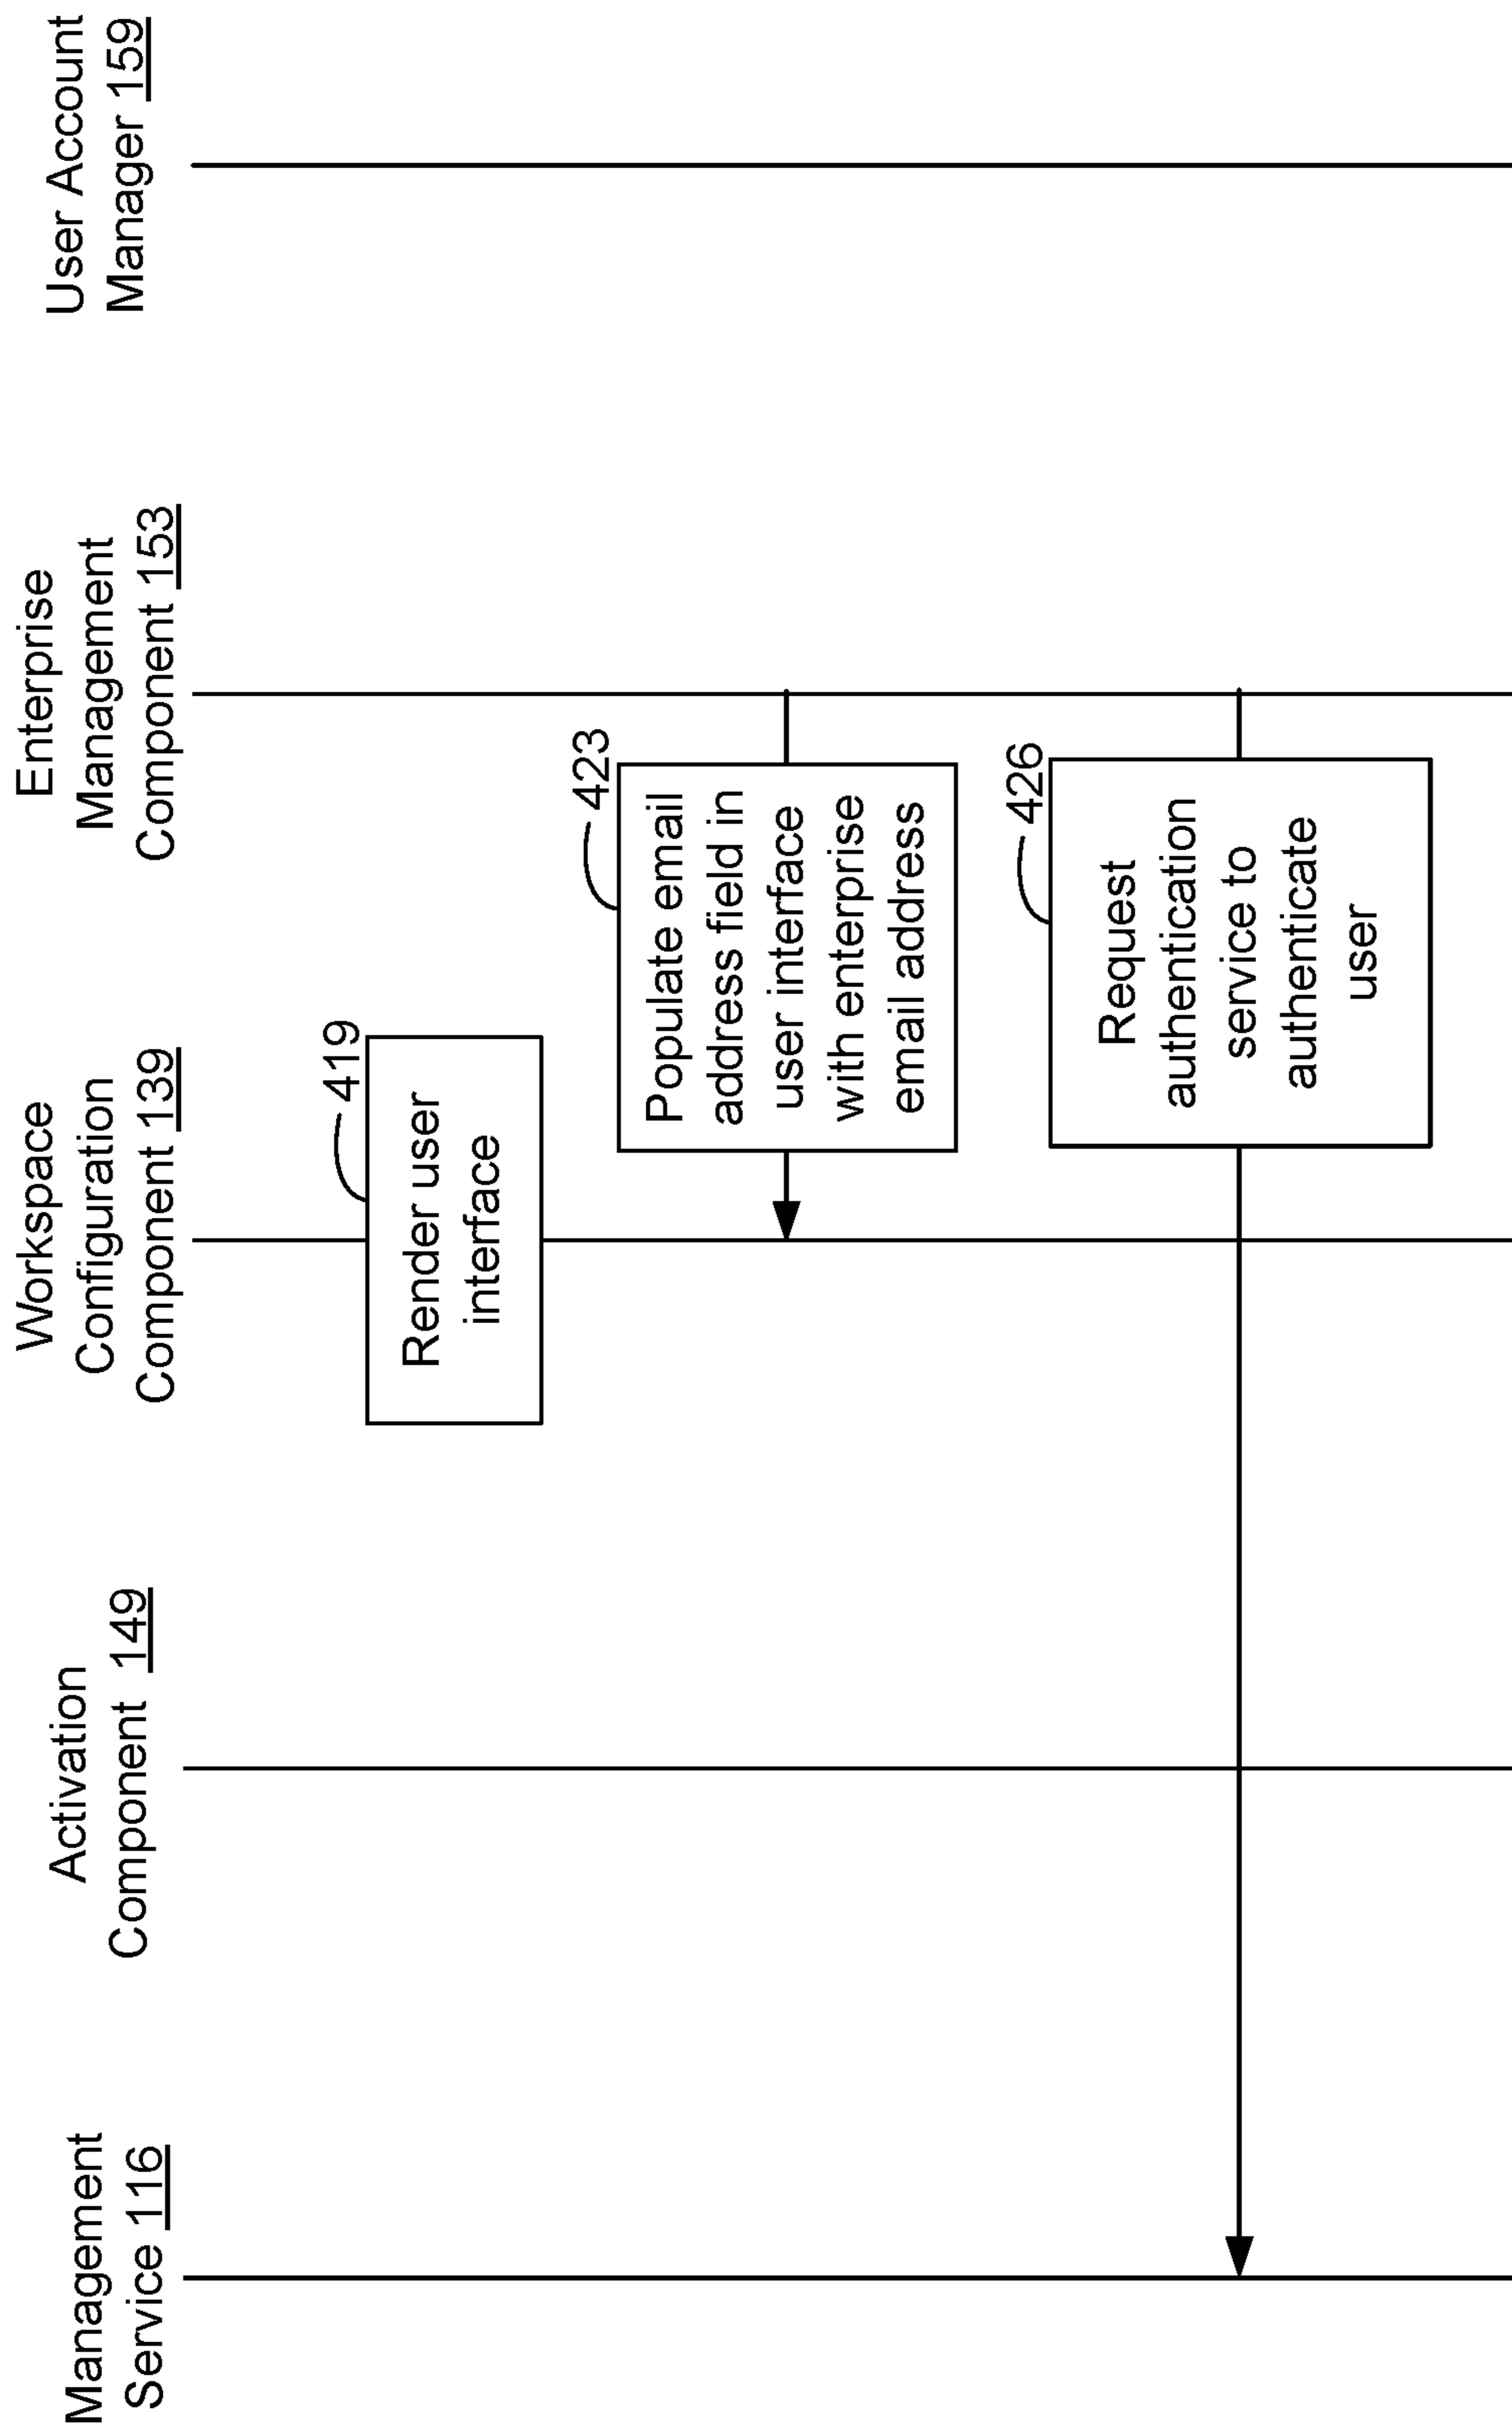 Management
Service 116
Activation
Component 149
Workspace
Configuration
Component 139
Enterprise
Management
Component 153
User Account
Manager 159
419
Render user
interface
423
Populate email
address field in
user interface
with enterprise
email address
426
Request
authentication
service to
authenticate
user